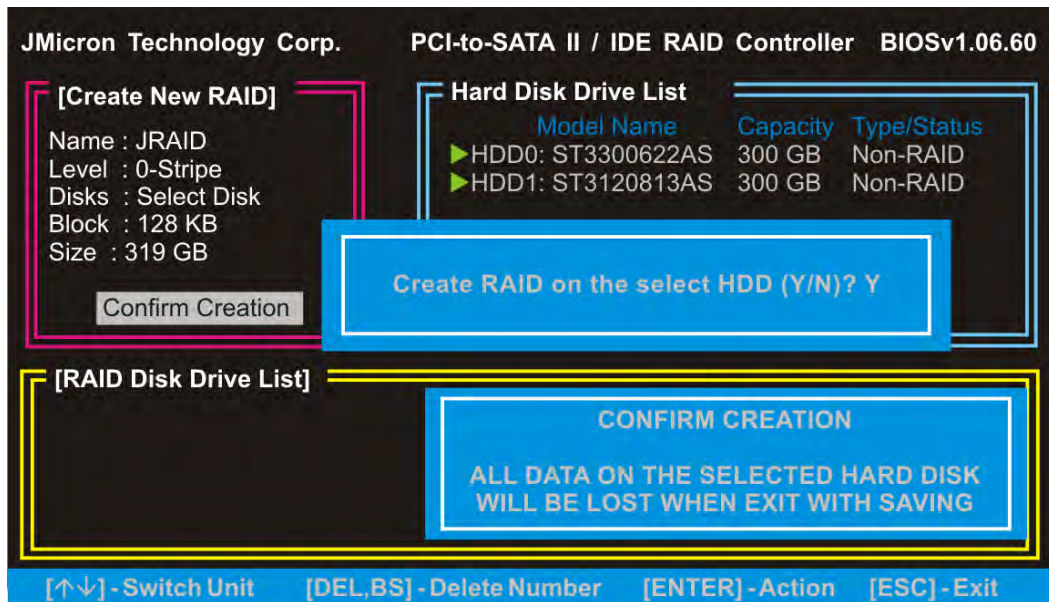 JMicron Technology Corp. PCI-to-SATA II / IDE RAID Controller BIOSv1.06.60
[Create New RAID]
Name : JRAID
Level : 0-Stripe
Disks : Select Disk
Block : 128 KB
Size : 319 GB
Confirm Creation
Hard Disk Drive List
Model Name Capacity Type/Status
HDD0: ST3300622AS 300 GB Non-RAID
HDD1: ST3120813AS 300 GB Non-RAID
Create RAID on the select HDD (Y/N)? Y
[RAID Disk Drive List]
CONFIRM CREATION
ALL DATA ON THE SELECTED HARD DISK
WILL BE LOST WHEN EXIT WITH SAVING
[↑↓]-Switch Unit [DEL,BS]-Delete Number [ENTER]-Action [ESC]-Exit